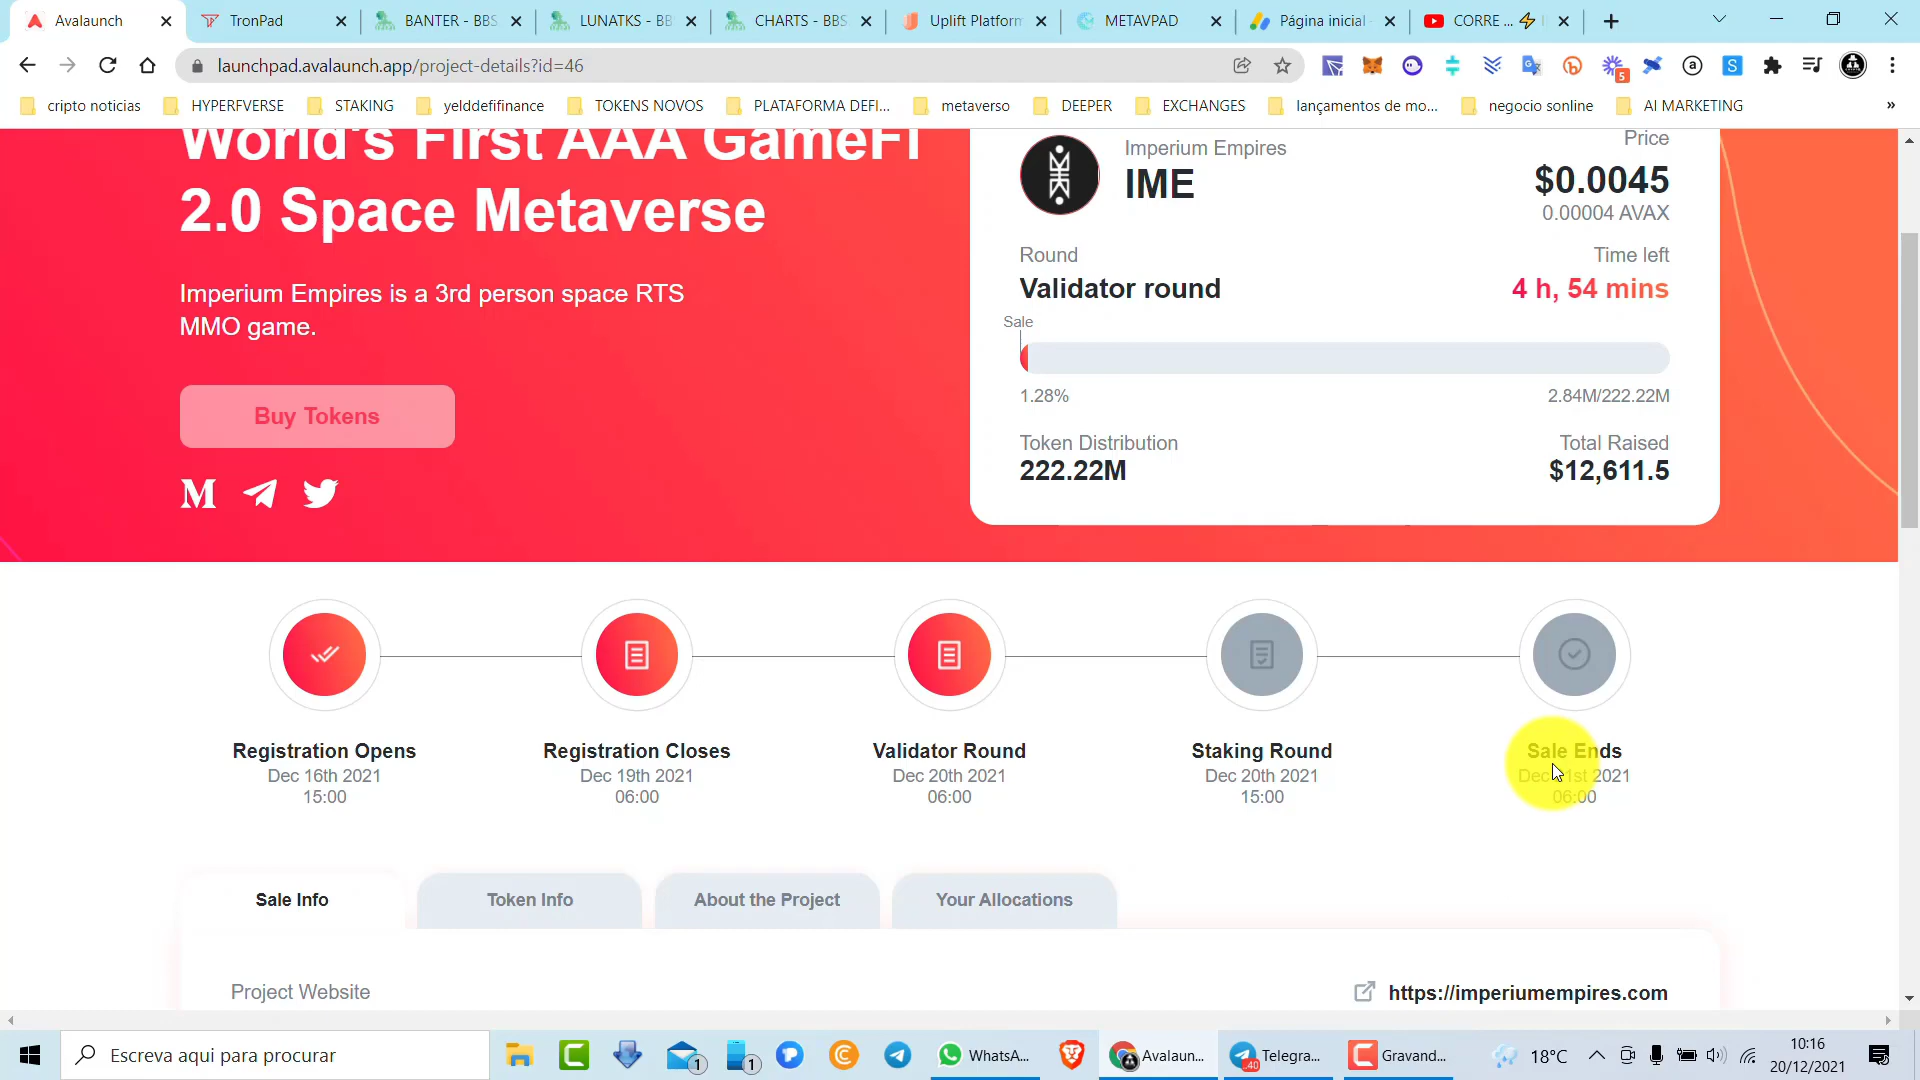 Avalaunch
TronPad
BANTER - BBS
LUNATKS - BB
CHARTS - BBS
Uplift Platform
METAVPAD
Página inicial
CORRE ...
launchpad.avalaunch.app/project-details?id=46
5
cripto noticias
HYPERFVERSE
STAKING
yelddefifinance
TOKENS NOVOS
PLATAFORMA DEFI...
metaverso
DEEPER
EXCHANGES
lançamentos de mo...
negocio sonline
AI MARKETING
»
World's First AAA GameFi
2.0 Space Metaverse
Imperium Empires is a 3rd person space RTS
MMO game.
Buy Tokens
Imperium Empires
IME
Price
$0.0045
0.00004 AVAX
Round
Validator round
Time left
4 h, 54 mins
Sale
1.28%
2.84M/222.22M
Token Distribution
222.22M
Total Raised
$12,611.5
Registration Opens
Dec 16th 2021
15:00
Registration Closes
Dec 19th 2021
06:00
Validator Round
Dec 20th 2021
06:00
Staking Round
Dec 20th 2021
15:00
Sale Ends
Dec 21st 2021
06:00
Sale Info
Token Info
About the Project
Your Allocations
Project Website
https://imperiumempires.com
Escreva aqui para procurar
1
1
WhatsA...
Avalaun...
Telegra...
Gravand...
18°C
10:16
20/12/2021